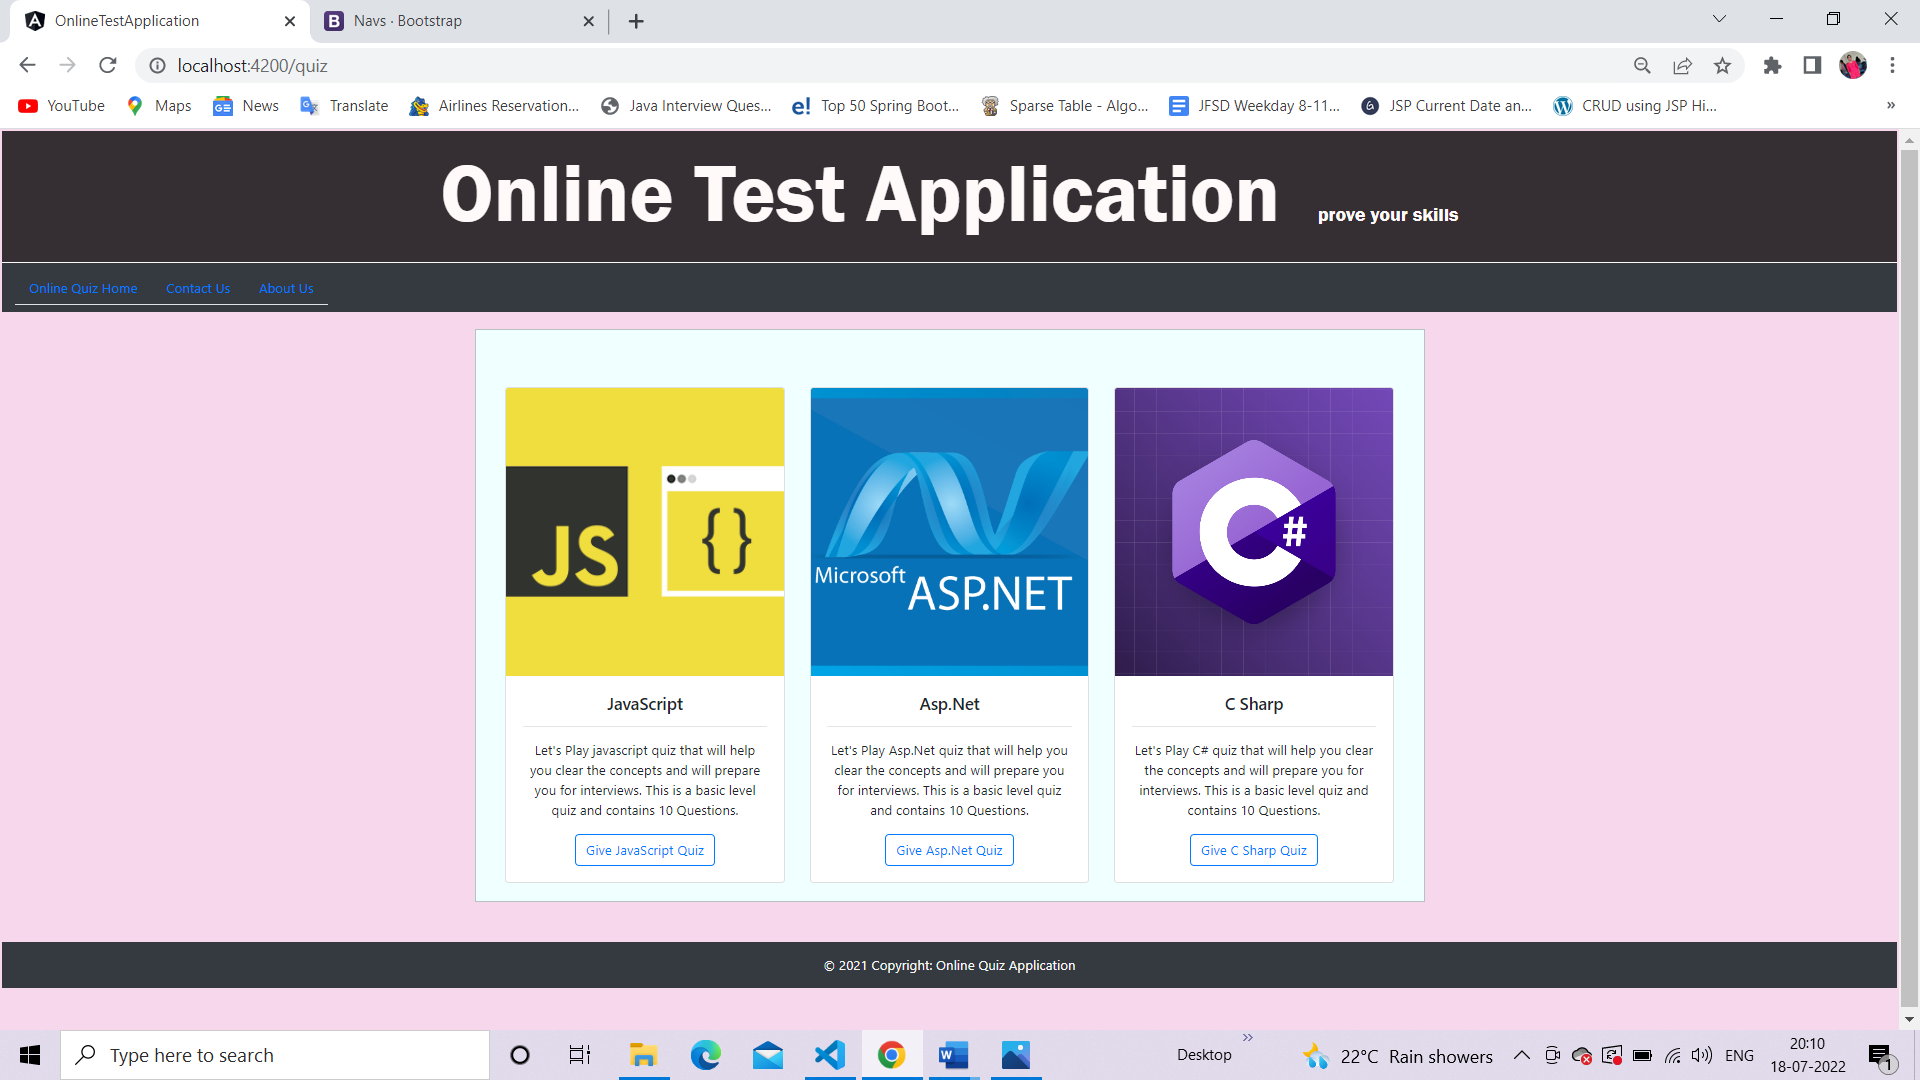 OnlineTestApplication
Navs · Bootstrap
localhost:4200/quiz
YouTube Maps News Translate Airlines Reservation... Java Interview Ques... Top 50 Spring Boot... Sparse Table - Algo... JFSD Weekday 8-11... JSP Current Date an... CRUD using JSP Hi... »
Online Test Application prove your skills
Online Quiz Home Contact Us About Us
JS {}
Microsoft
ASP.NET
C#
JavaScript
Let's Play javascript quiz that will help
you clear the concepts and will prepare
you for interviews. This is a basic level
quiz and contains 10 Questions.
Give JavaScript Quiz
Asp.Net
Let's Play Asp.Net quiz that will help you
clear the concepts and will prepare you
for interviews. This is a basic level quiz
and contains 10 Questions.
Give Asp.Net Quiz
C Sharp
Let's Play C# quiz that will help you clear
the concepts and will prepare you for
interviews. This is a basic level quiz and
contains 10 Questions.
Give C Sharp Quiz
© 2021 Copyright: Online Quiz Application
Type here to search
Desktop »
22°C Rain showers
ENG
20:10
18-07-2022
1